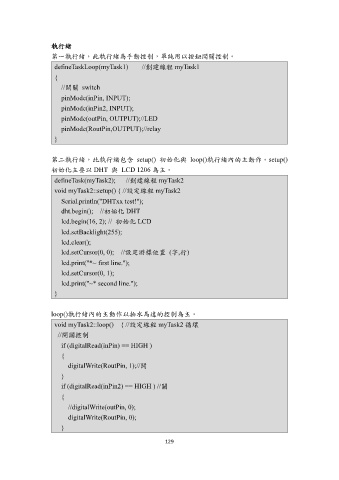 執行緒
第一執行緒，此執行緒為手動控制，單純用以按鈕開關控制。
defineTaskLoop(myTask1)　　//創建線程 myTask1
{
//開關 switch
pinMode(inPin, INPUT);
pinMode(inPin2, INPUT);
pinMode(outPin, OUTPUT);//LED
pinMode(RoutPin,OUTPUT);//relay
}
第二執行緒，此執行緒包含 setup() 初始化與 loop()執行緒內的主動作，setup()
初始化主要以 DHT 與 LCD 1206 為主。
defineTask(myTask2);　　//創建線程 myTask2
void myTask2::setup() { //設定線程 myTask2
Serial.println("DHTxx test!");
dht.begin();　//初始化 DHT
lcd.begin(16, 2); // 初始化 LCD
lcd.setBacklight(255);
lcd.clear();
lcd.setCursor(0, 0);　//設定游標位置 (字,行)
lcd.print("*~ first line.");
lcd.setCursor(0, 1);
lcd.print("~* second line.");
}
loop()執行緒內的主動作以抽水馬達的控制為主。
void myTask2::loop()　{ //設定線程 myTask2 循環
//開關控制
if (digitalRead(inPin) == HIGH )
{
digitalWrite(RoutPin, 1);//開
}
if (digitalRead(inPin2) == HIGH ) //關
{
//digitalWrite(outPin, 0);
digitalWrite(RoutPin, 0);
}
129